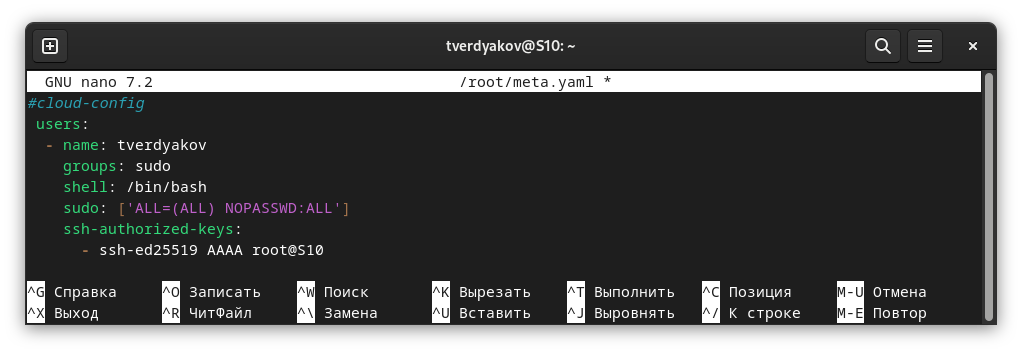 tverdyakov@S10: ~
GNU nano 7.2 /root/meta.yaml *
#cloud-config
users:
- name: tverdyakov
groups: sudo
shell: /bin/bash
sudo: ['ALL=(ALL) NOPASSWD:ALL']
ssh-authorized-keys:
- ssh-ed25519 AAAA root@S10
^G Справка ^O Записать ^W Поиск ^K Вырезать ^T Выполнить ^C Позиция M-U Отмена
^X Выход ^R ЧитФайл ^\ Замена ^U Вставить ^J Выровнять ^/ К строке M-E Повтор